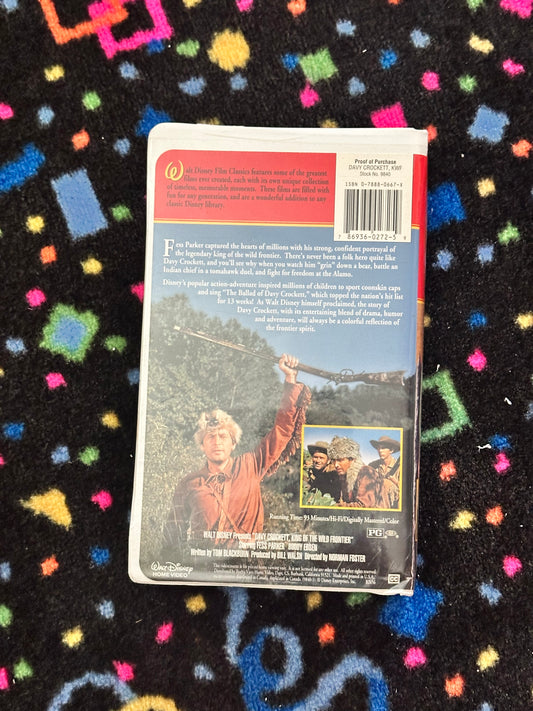 Proof of Purchase
DAVY CROCKETT, KWF
Stock No. 9640
ISBN 0-7888-0667-X
7 86936 0272-5
Walt Disney Film Classics features some of the greatest
films ever created, each with its own unique collection
of timeless, memorable moments. These films are filled with
fun for any generation, and are a wonderful addition to any
classic Disney library.
Fess Parker captured the hearts of millions with his strong, confident portrayal of
the legendary king of the wild frontier. There's never been a folk hero quite like
Davy Crockett, and you'll see why when you watch him "grin" down a bear, battle an
Indian chief in a tomahawk duel, and fight for freedom at the Alamo.
Disney's popular action-adventure inspired millions of children to sport coonskin caps
and sing "The Ballad of Davy Crockett," which topped the nation's hit list
for 13 weeks! As Walt Disney himself proclaimed, the story of
Davy Crockett, with its entertaining blend of drama, humor
and adventure, will always be a colorful reflection of
the frontier spirit.
Running Time: 93 Minutes/Hi-Fi/Digitally Mastered/Color
WALT DISNEY Presents "DAVY CROCKETT, KING OF THE WILD FRONTIER"
Starring FESS PARKER BUDDY EBSEN
Written by TOM BLACKBURN Produced by BILL WALSH Directed by NORMAN FOSTER
PG
WALT DISNEY
HOME VIDEO
CC